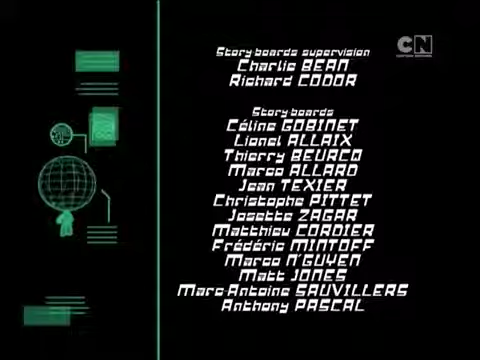 Story boards supervision
Charlie BEAN
Richard CODOR
Story boards
Céline GOBINET
Lionel ALLAIX
Thierry BEURCQ
Marco ALLARD
Jean TEXIER
Christophe PITTET
Josette ZAGAR
Matthieu CORDIER
Frédéric MINTOFF
Marco N'GUYEN
Matt JONES
Marc-Antoine SAUVILLERS
Anthony PASCAL
CN